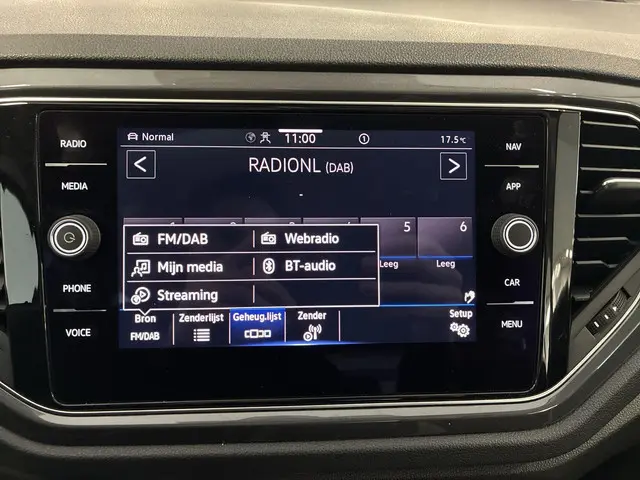 RADIO
MEDIA
PHONE
VOICE
Normal
11:00
17.5°C
RADIONL (DAB)
-
5
6
Leeg
Leeg
FM/DAB
Webradio
Mijn media
BT-audio
Streaming
Bron
FM/DAB
Zenderlijst
Geheug.lijst
Zender
Setup
NAV
APP
CAR
MENU